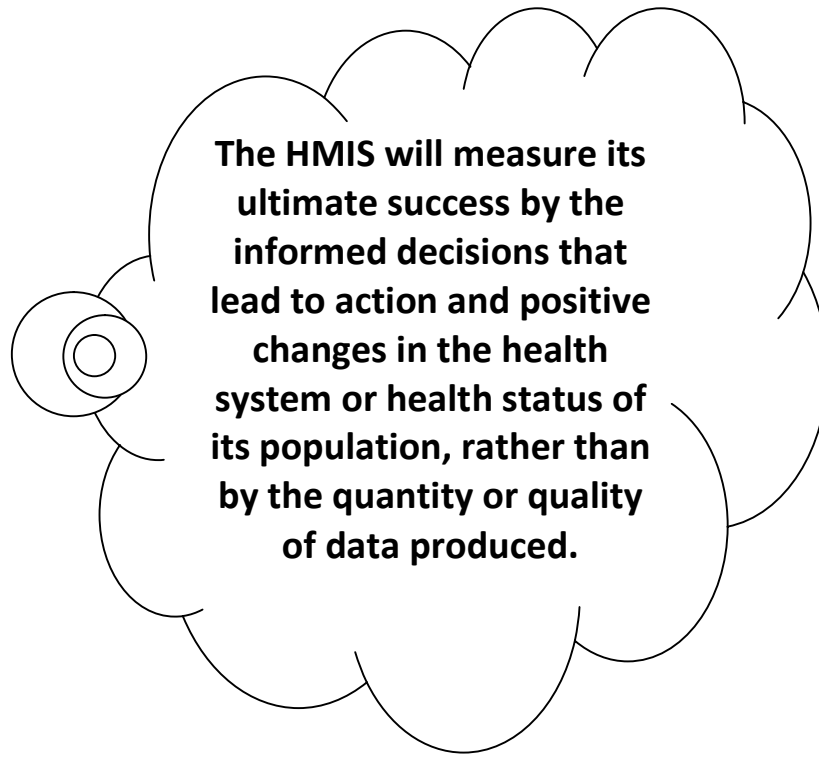 The HMIS will measure its
ultimate success by the
informed decisions that
lead to action and positive
changes in the health
system or health status of
its population, rather than
by the quantity or quality
of data produced.